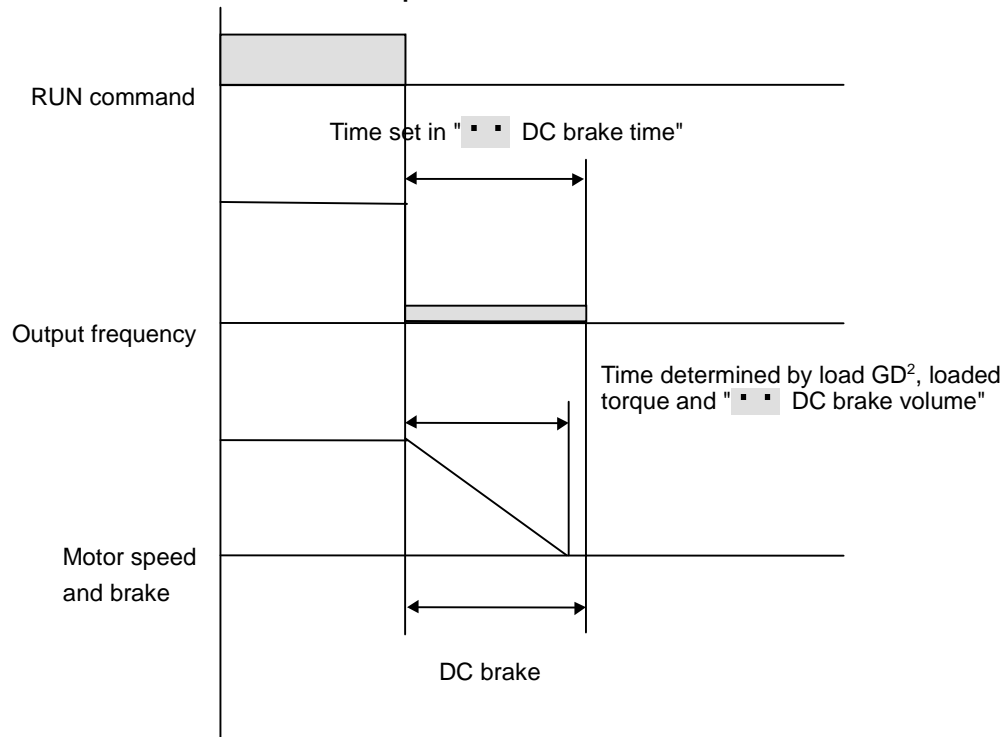 RUN command
Time set in " DC brake time"
Output frequency
Time determined by load GD², loaded
torque and " DC brake volume"
Motor speed
and brake
DC brake